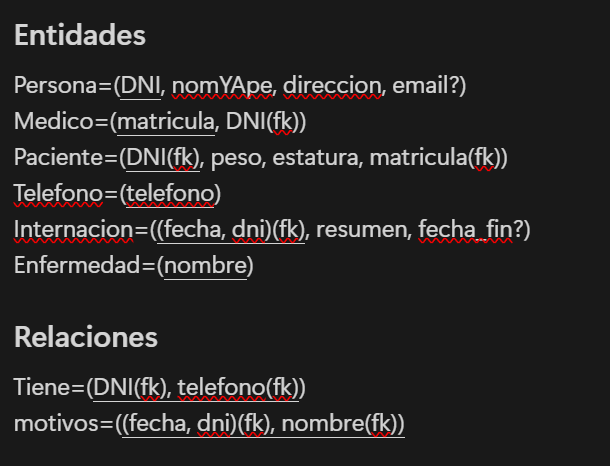 Entidades
Persona=(DNI, nomYApe, direccion, email?)
Medico=(matricula, DNI(fk))
Paciente=(DNI(fk), peso, estatura, matricula(fk))
Telefono=(telefono)
Internacion=((fecha, dni)(fk), resumen, fecha_fin?)
Enfermedad=(nombre)
Relaciones
Tiene=(DNI(fk), telefono(fk))
motivos=((fecha, dni)(fk), nombre(fk))